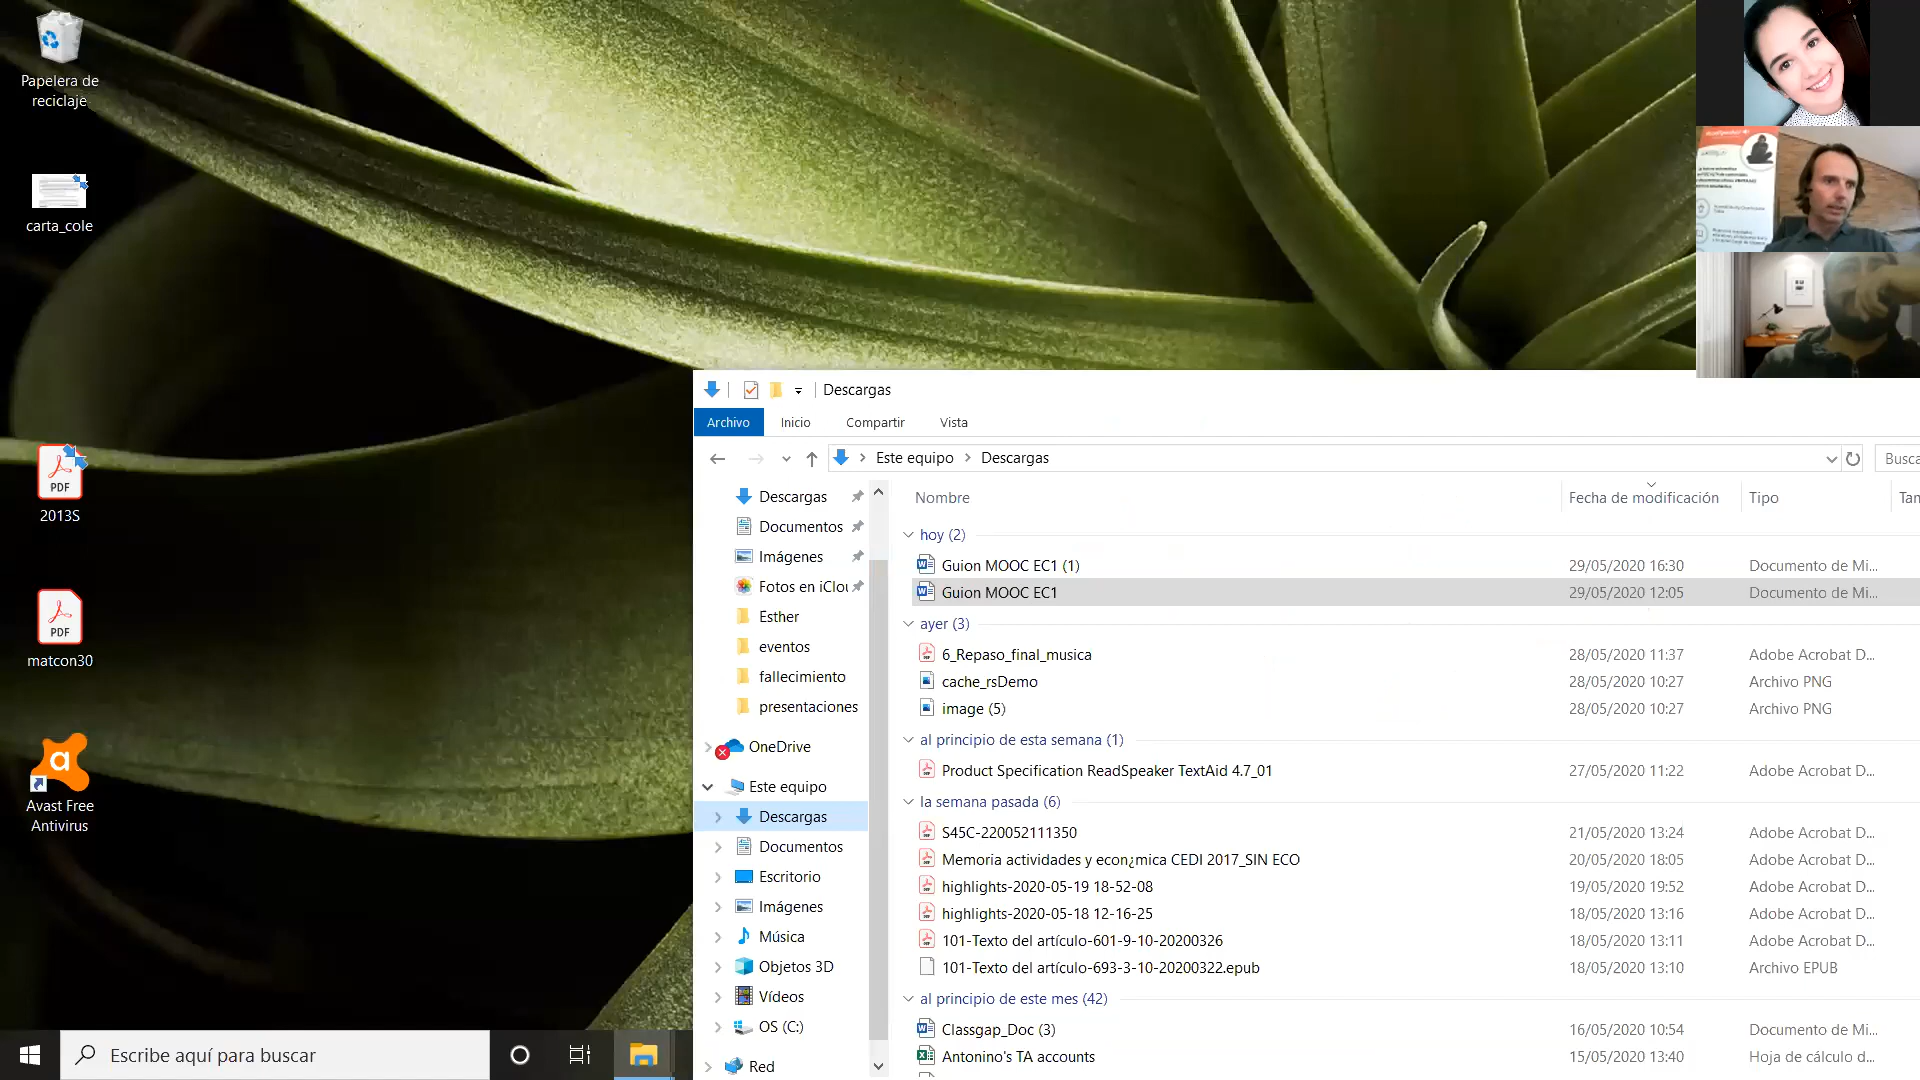 Papelera de
reciclaje
carta_cole
PDF
2013S
PDF
matcon30
a
Avast Free
Antivirus
Escribe aquí para buscar
Descargas
Archivo
Inicio
Compartir
Vista
Este equipo
Descargas
Busca
Descargas
Documentos
Imágenes
Fotos en iClou
Esther
eventos
fallecimiento
presentaciones
OneDrive
Este equipo
Descargas
Documentos
Escritorio
Imágenes
Música
Objetos 3D
Vídeos
OS (C:)
Red
Nombre Fecha de modificación Tipo Tam
hoy (2)
Guion MOOC EC1 (1) 29/05/2020 16:30 Documento de Mi...
Guion MOOC EC1 29/05/2020 12:05 Documento de Mi...
ayer (3)
6_Repaso_final_musica 28/05/2020 11:37 Adobe Acrobat D...
cache_rsDemo 28/05/2020 10:27 Archivo PNG
image (5) 28/05/2020 10:27 Archivo PNG
al principio de esta semana (1)
Product Specification ReadSpeaker TextAid 4.7_01 27/05/2020 11:22 Adobe Acrobat D...
la semana pasada (6)
S45C-220052111350 21/05/2020 13:24 Adobe Acrobat D...
Memoria actividades y econ¿mica CEDI 2017_SIN ECO 20/05/2020 18:05 Adobe Acrobat D...
highlights-2020-05-19 18-52-08 19/05/2020 19:52 Adobe Acrobat D...
highlights-2020-05-18 12-16-25 18/05/2020 13:16 Adobe Acrobat D...
101-Texto del artículo-601-9-10-20200326 18/05/2020 13:11 Adobe Acrobat D...
101-Texto del artículo-693-3-10-20200322.epub 18/05/2020 13:10 Archivo EPUB
al principio de este mes (42)
Classgap_Doc (3) 16/05/2020 10:54 Documento de Mi...
Antonino's TA accounts 15/05/2020 13:40 Hoja de cálculo d...